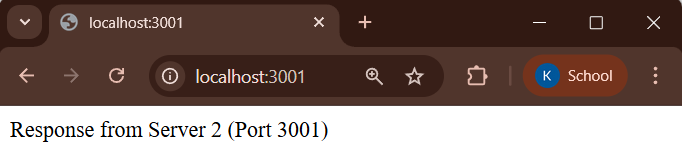 localhost:3001
localhost:3001
K School
Response from Server 2 (Port 3001)